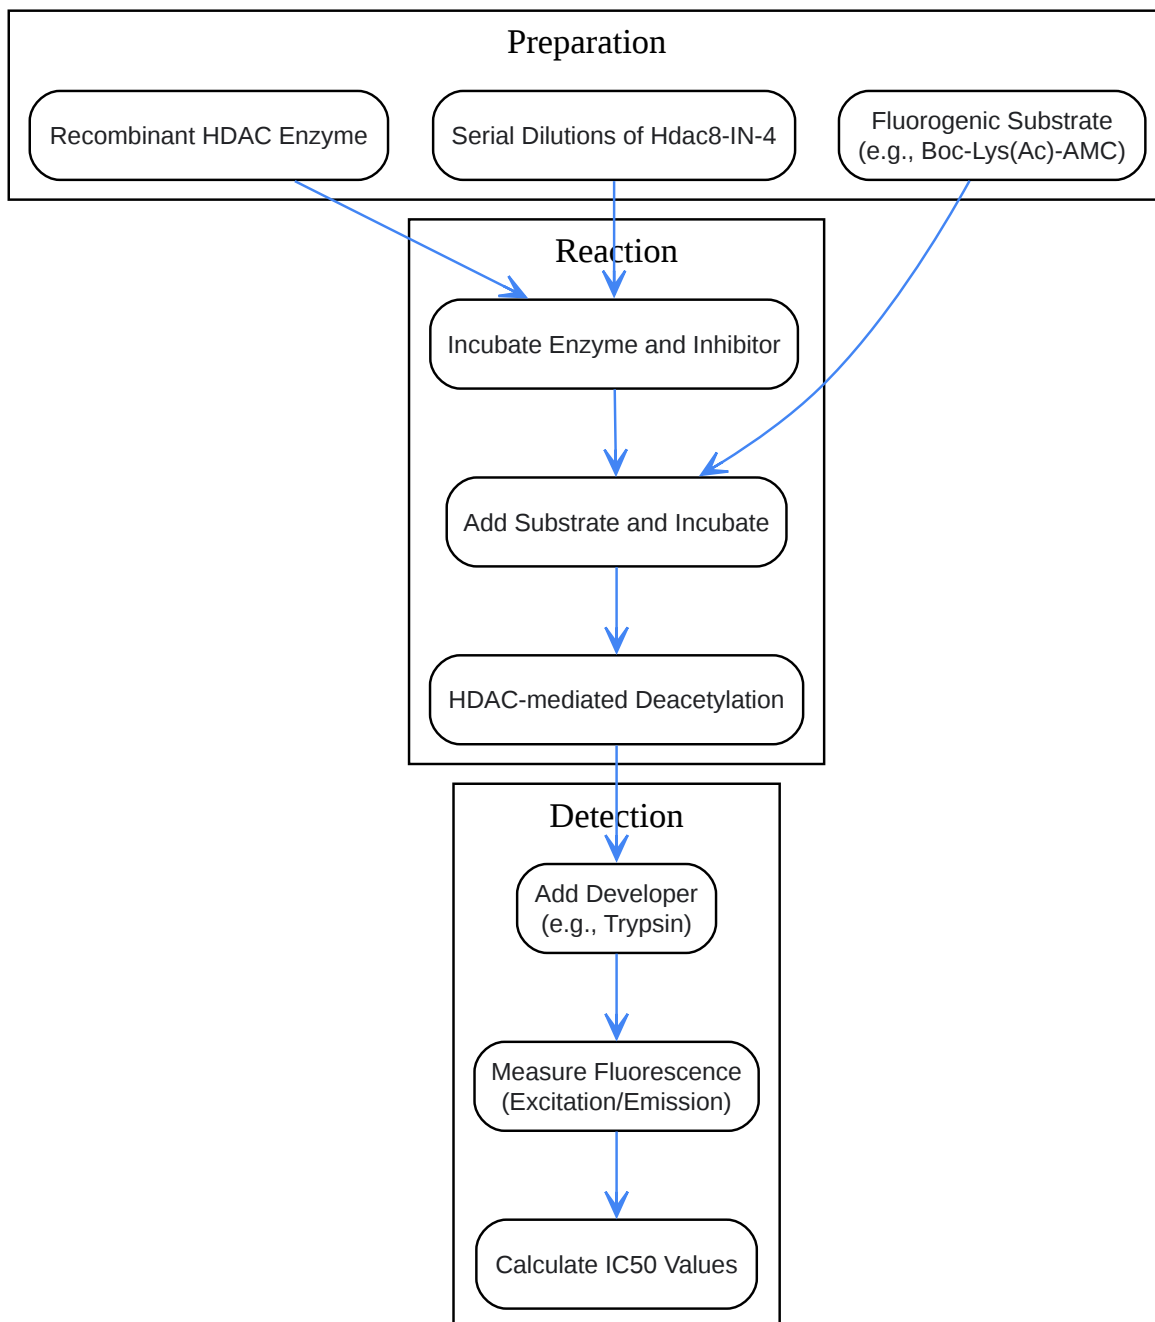 Preparation
Recombinant HDAC Enzyme
Serial Dilutions of Hdac8-IN-4
Fluorogenic Substrate
(e.g., Boc-Lys(Ac)-AMC)
Reaction
Incubate Enzyme and Inhibitor
Add Substrate and Incubate
HDAC-mediated Deacetylation
Detection
Add Developer
(e.g., Trypsin)
Measure Fluorescence
(Excitation/Emission)
Calculate IC50 Values